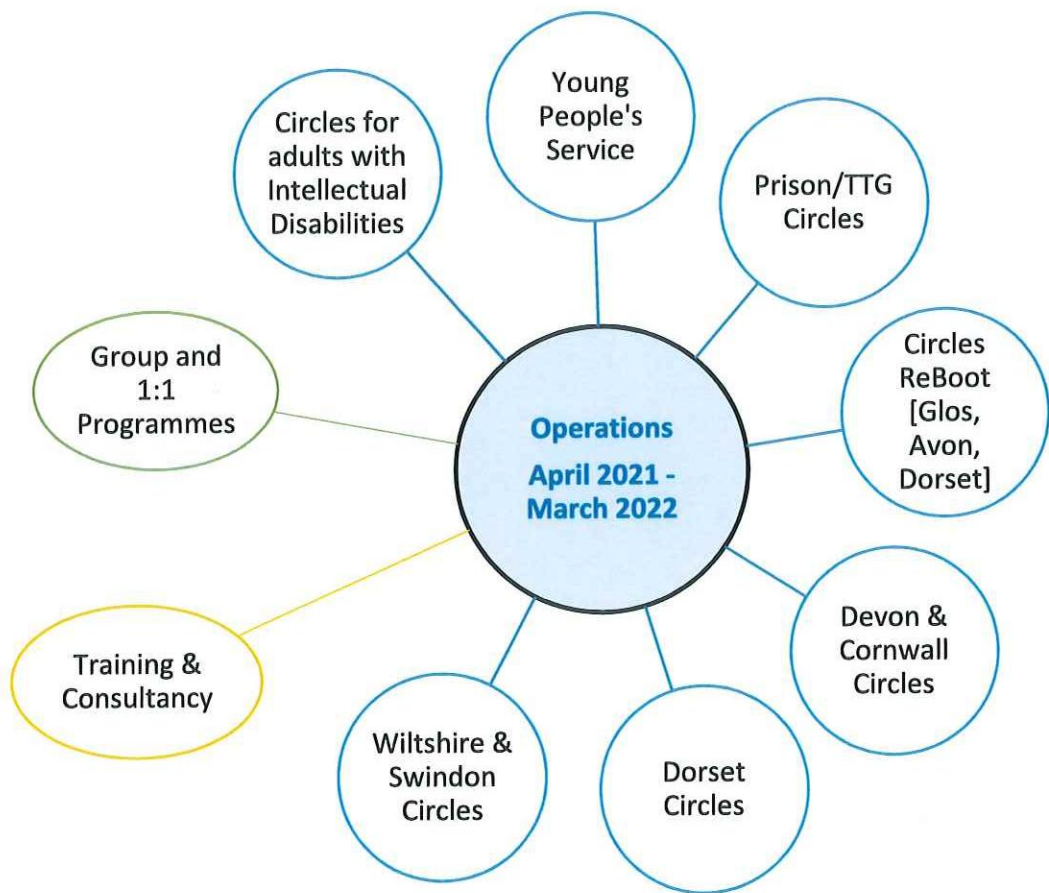 Young
People's
Service
Circles for
adults with
Intellectual
Disabilities
Prison/TTG
Circles
Group and
1:1
Programmes
Circles
ReBoot
[Glos,
Avon,
Dorset]
Operations
April 2021 -
March 2022
Devon &
Cornwall
Circles
Training &
Consultancy
Wiltshire &
Swindon
Circles
Dorset
Circles